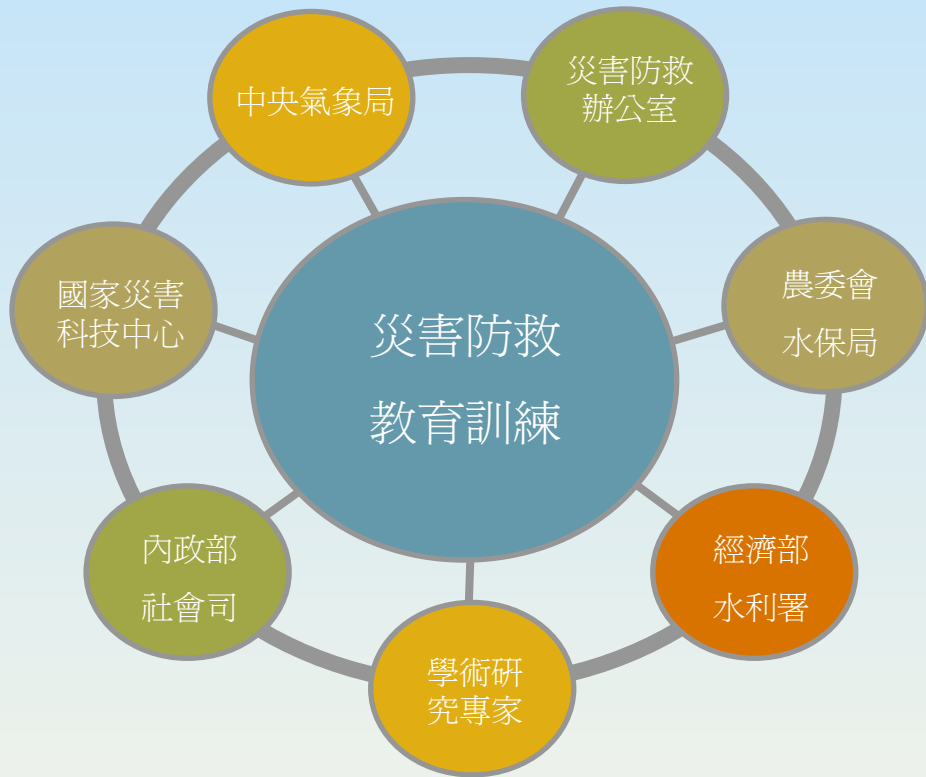 災害防救
教育訓練
災害防救
辦公室
農委會
水保局
經濟部
水利署
學術研
究專家
內政部
社會司
國家災害
科技中心
中央氣象局